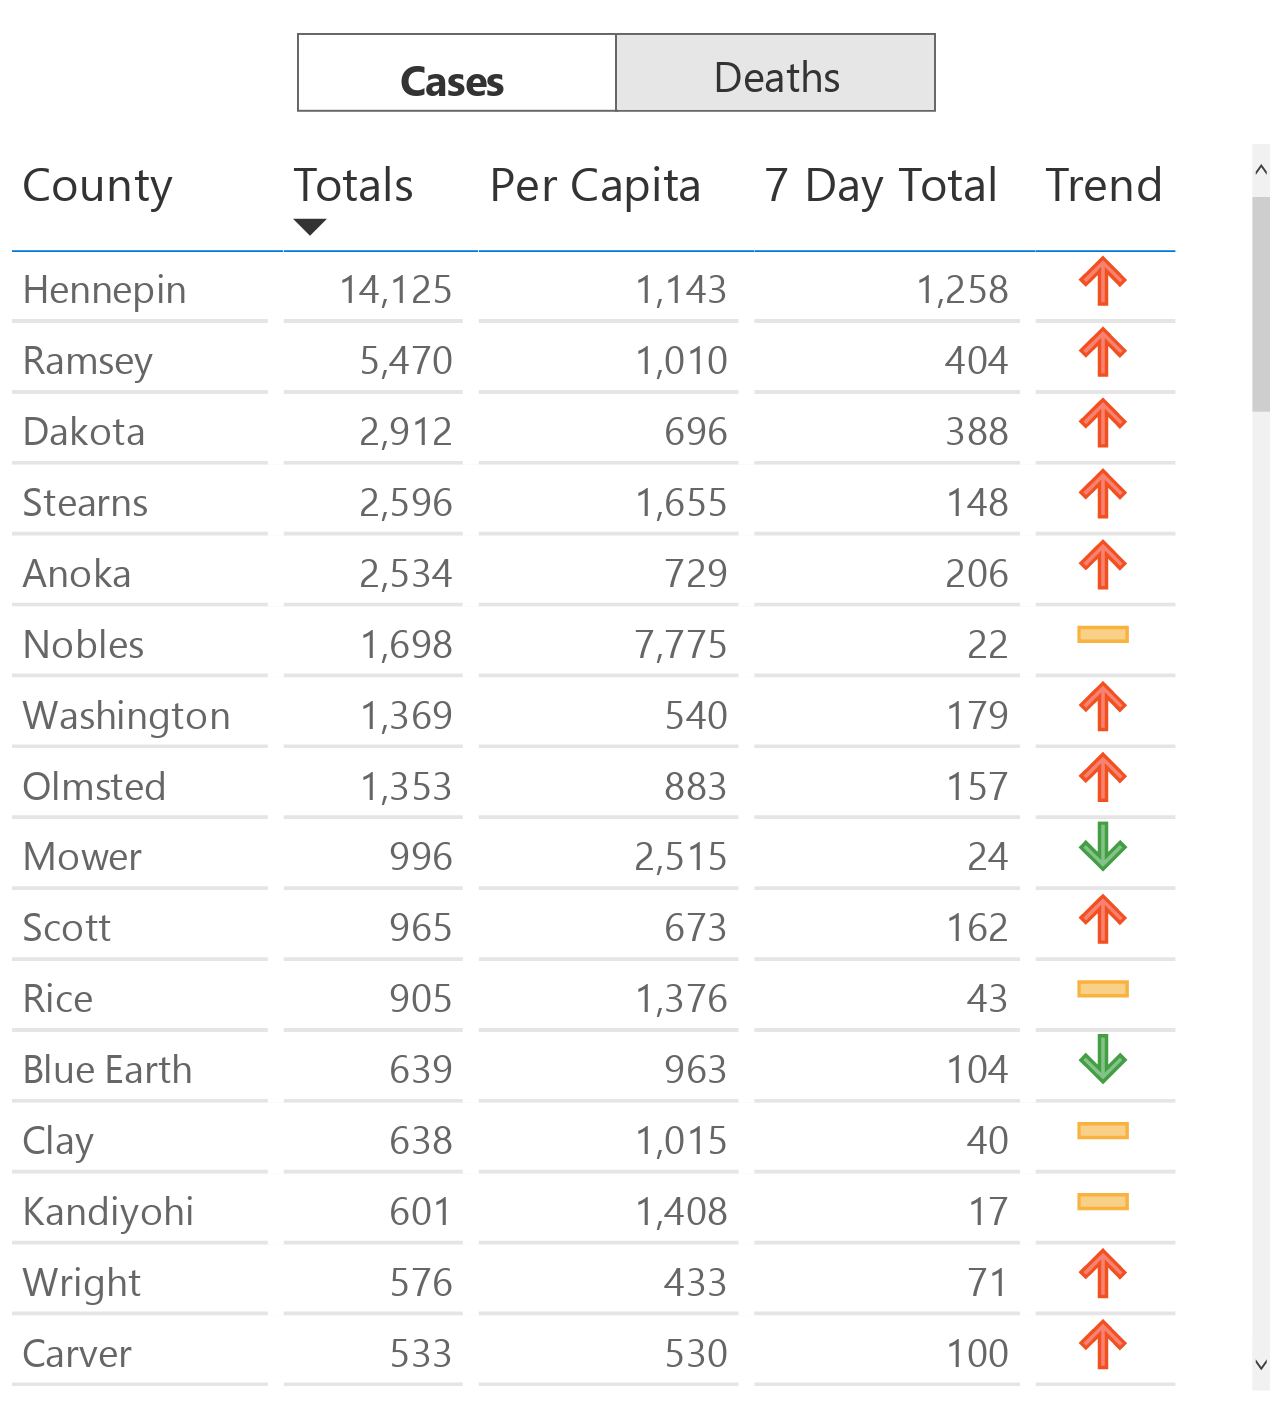 Cases Deaths
County Totals Per Capita 7 Day Total Trend
Hennepin 14,125 1,143 1,258
Ramsey 5,470 1,010 404
Dakota 2,912 696 388
Stearns 2,596 1,655 148
Anoka 2,534 729 206
Nobles 1,698 7,775 22
Washington 1,369 540 179
Olmsted 1,353 883 157
Mower 996 2,515 24
Scott 965 673 162
Rice 905 1,376 43
Blue Earth 639 963 104
Clay 638 1,015 40
Kandiyohi 601 1,408 17
Wright 576 433 71
Carver 533 530 100